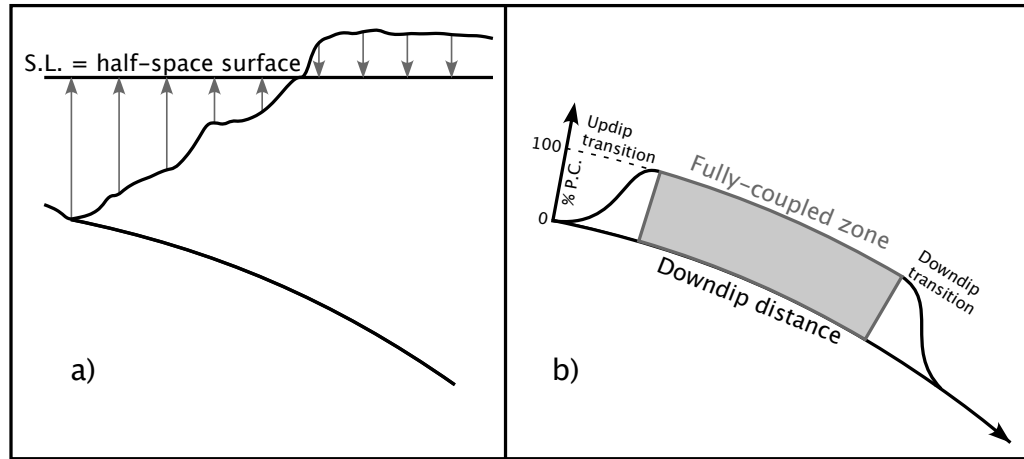 S.L. = half-space surface
a)
Updip
transition
100
% P.C.
0
Fully-coupled zone
Downdip
transition
Downdip distance
b)